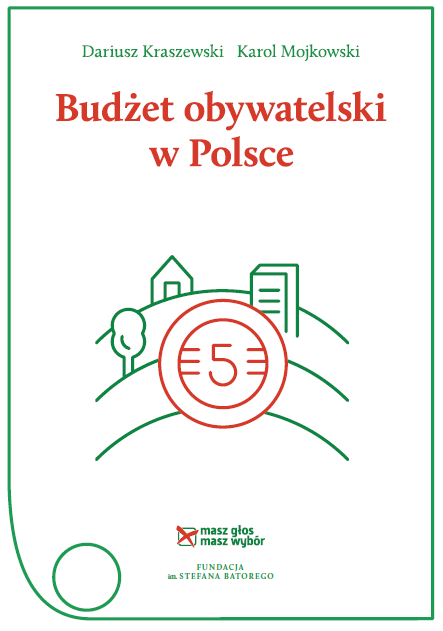 Dariusz Kraszewski Karol Mojkowski
Budżet obywatelski
w Polsce
5
masz głos
masz wybór
FUNDACJA
im. STEFANA BATOREGO